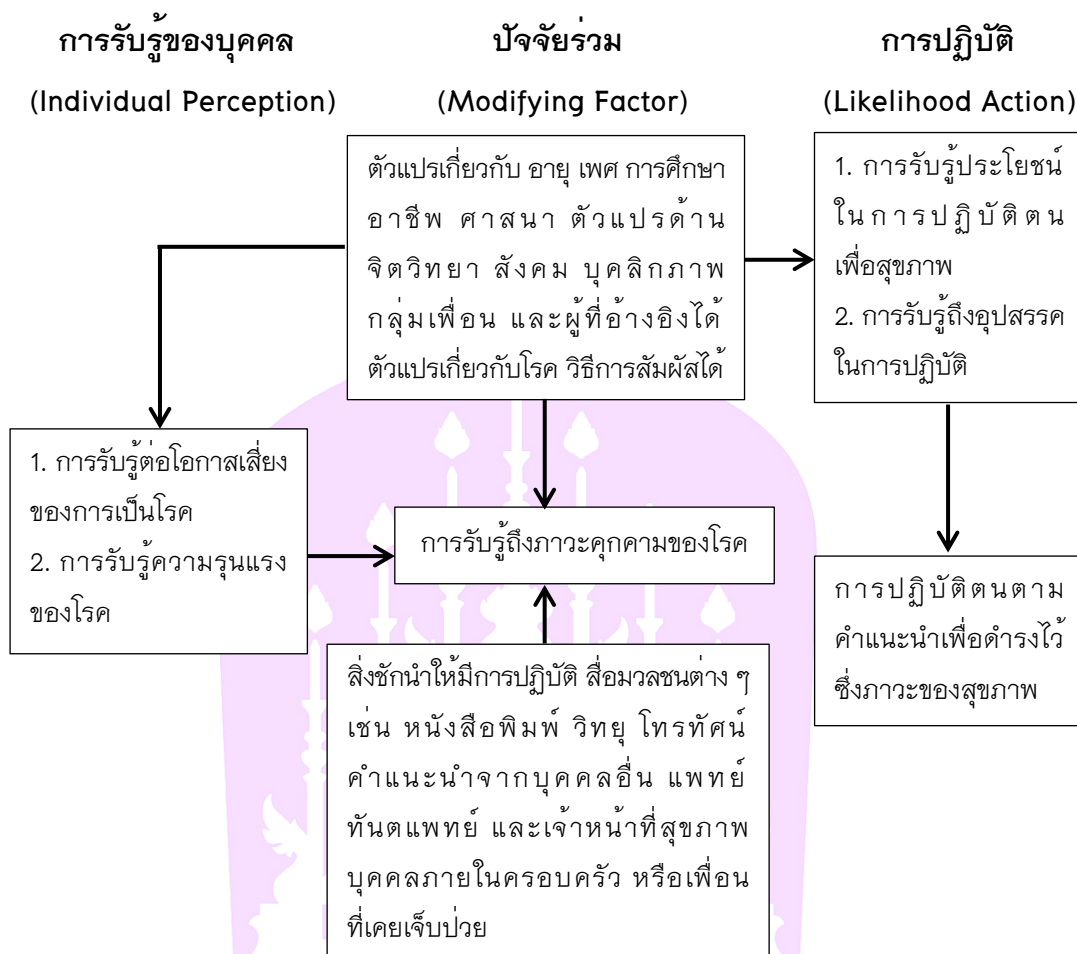 การรับรู้ของบุคคล
(Individual Perception)
ปัจจัยร่วม
(Modifying Factor)
การปฏิบัติ
(Likelihood Action)
ตัวแปรเกี่ยวกับ อายุ เพศ การศึกษา
อาชีพ ศาสนา ตัวแปรด้าน
จิตวิทยา สังคม บุคลิกภาพ
กลุ่มเพื่อน และผู้ที่อ้างอิงได้
ตัวแปรเกี่ยวกับโรค วิธีการสัมผัสได้
1. การรับรู้ประโยชน์
ในการปฏิบัติตน
เพื่อสุขภาพ
2. การรับรู้ถึงอุปสรรค
ในการปฏิบัติ
1. การรับรู้ต่อโอกาสเสี่ยง
ของการเป็นโรค
2. การรับรู้ความรุนแรง
ของโรค
การรับรู้ถึงภาวะคุกคามของโรค
การปฏิบัติตนตาม
คำแนะนำเพื่อดำรงไว้
ซึ่งภาวะของสุขภาพ
สิ่งชักนำให้มีการปฏิบัติ สื่อมวลชนต่าง ๆ
เช่น หนังสือพิมพ์ วิทยุ โทรทัศน์
คำแนะนำจากบุคคลอื่น แพทย์
ทันตแพทย์ และเจ้าหน้าที่สุขภาพ
บุคคลภายในครอบครัว หรือเพื่อน
ที่เคยเจ็บป่วย